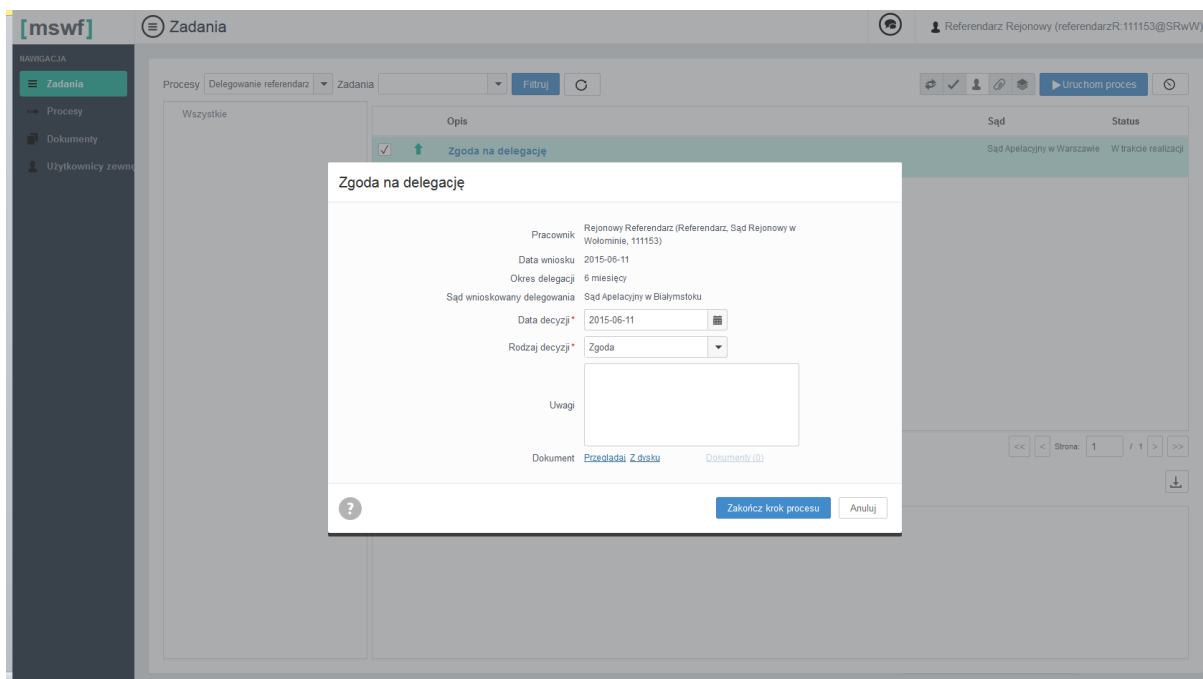 [mswf]
Zadania
Referendarz Rejonowy (referendarzR:111153@SRwW)
NAWIGACJA
Zadania
Procesy
Dokumenty
Użytkownicy zewnę
Procesy Delegowanie referendarz Zadania Filtruj Uruchom proces
Wszystkie
Opis Sąd Status
Zgoda na delegację Sąd Apelacyjny w Warszawie W trakcie realizacji
Zgoda na delegację
Pracownik Rejonowy Referendarz (Referendarz, Sąd Rejonowy w
Wołominie, 111153)
Data wniosku 2015-06-11
Okres delegacji 6 miesięcy
Sąd wnioskowany delegowania Sąd Apelacyjny w Białymstoku
Data decyzji* 2015-06-11
Rodzaj decyzji* Zgoda
Uwagi
Dokument Przeglądaj Z dysku Dokumenty (0)
<< < Strona: 1 / 1 > >>
? Zakończ krok procesu Anuluj